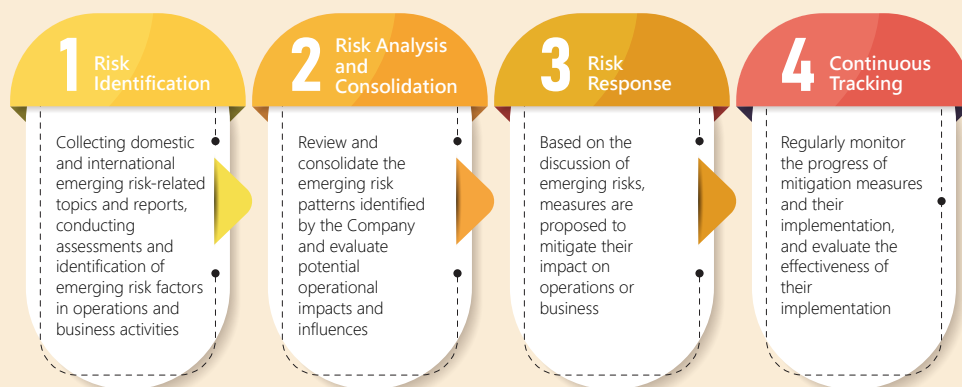 1
Risk
Identification
Collecting domestic
and international
emerging risk-related
topics and reports,
conducting
assessments and
identification of
emerging risk factors
in operations and
business activities
2
Risk Analysis
and
Consolidation
Review and
consolidate the
emerging risk
patterns identified
by the Company
and evaluate
potential
operational
impacts and
influences
3
Risk
Response
Based on the
discussion of
emerging risks,
measures are
proposed to
mitigate their
impact on
operations or
business
4
Continuous
Tracking
Regularly monitor
the progress of
mitigation measures
and their
implementation,
and evaluate the
effectiveness of
their
implementation